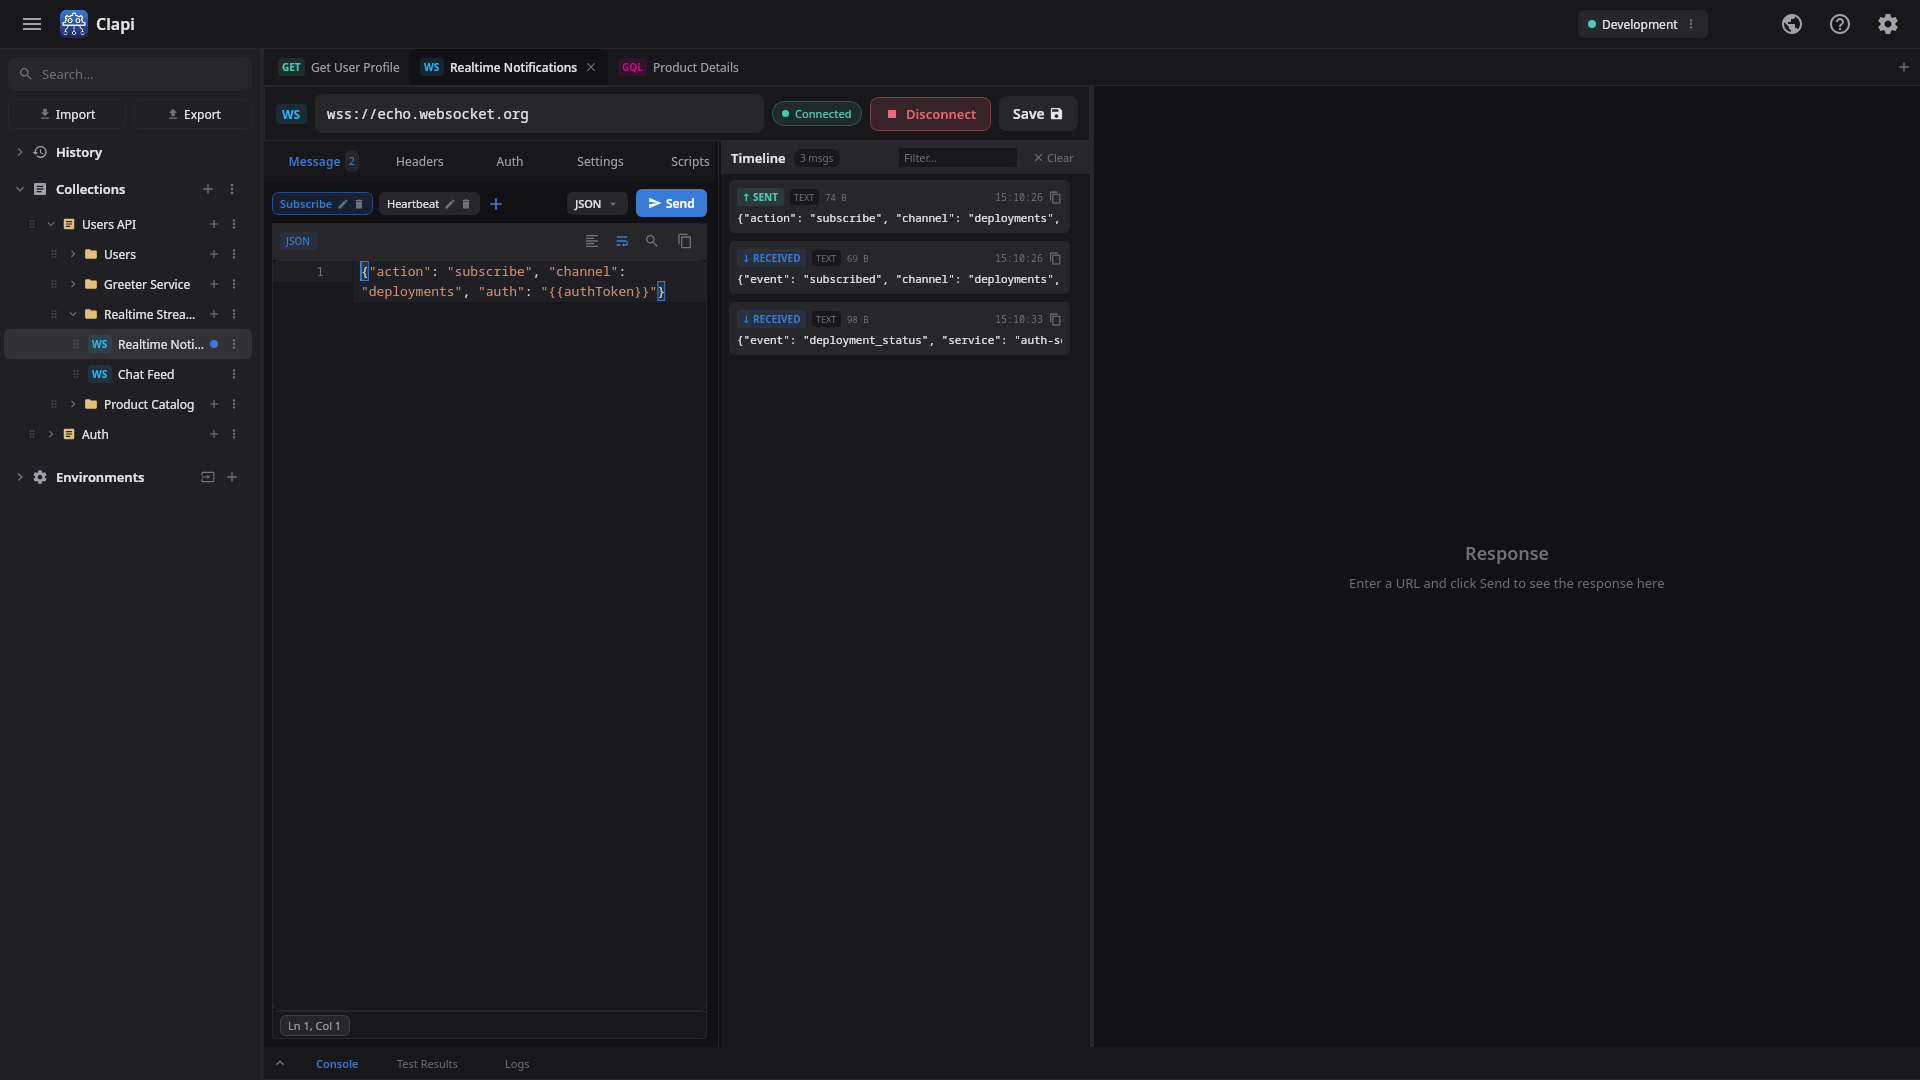 Clapi
Development
Search...
Import
Export
History
Collections
Users API
Users
Greeter Service
Realtime Strea...
WS Realtime Noti...
WS Chat Feed
Product Catalog
Auth
Environments
GET Get User Profile
WS Realtime Notifications
GQL Product Details
WS wss://echo.websocket.org
Connected
Disconnect
Save
Message 2
Headers
Auth
Settings
Scripts
Subscribe
Heartbeat
JSON
Send
JSON
1 {"action": "subscribe", "channel":
"deployments", "auth": "{{authToken}}"}
Ln 1, Col 1
Timeline 3 msgs
Filter...
Clear
↑ SENT TEXT 74 B 15:10:26
{"action": "subscribe", "channel": "deployments",
↓ RECEIVED TEXT 69 B 15:10:26
{"event": "subscribed", "channel": "deployments",
↓ RECEIVED TEXT 98 B 15:10:33
{"event": "deployment_status", "service": "auth-s
Response
Enter a URL and click Send to see the response here
Console
Test Results
Logs